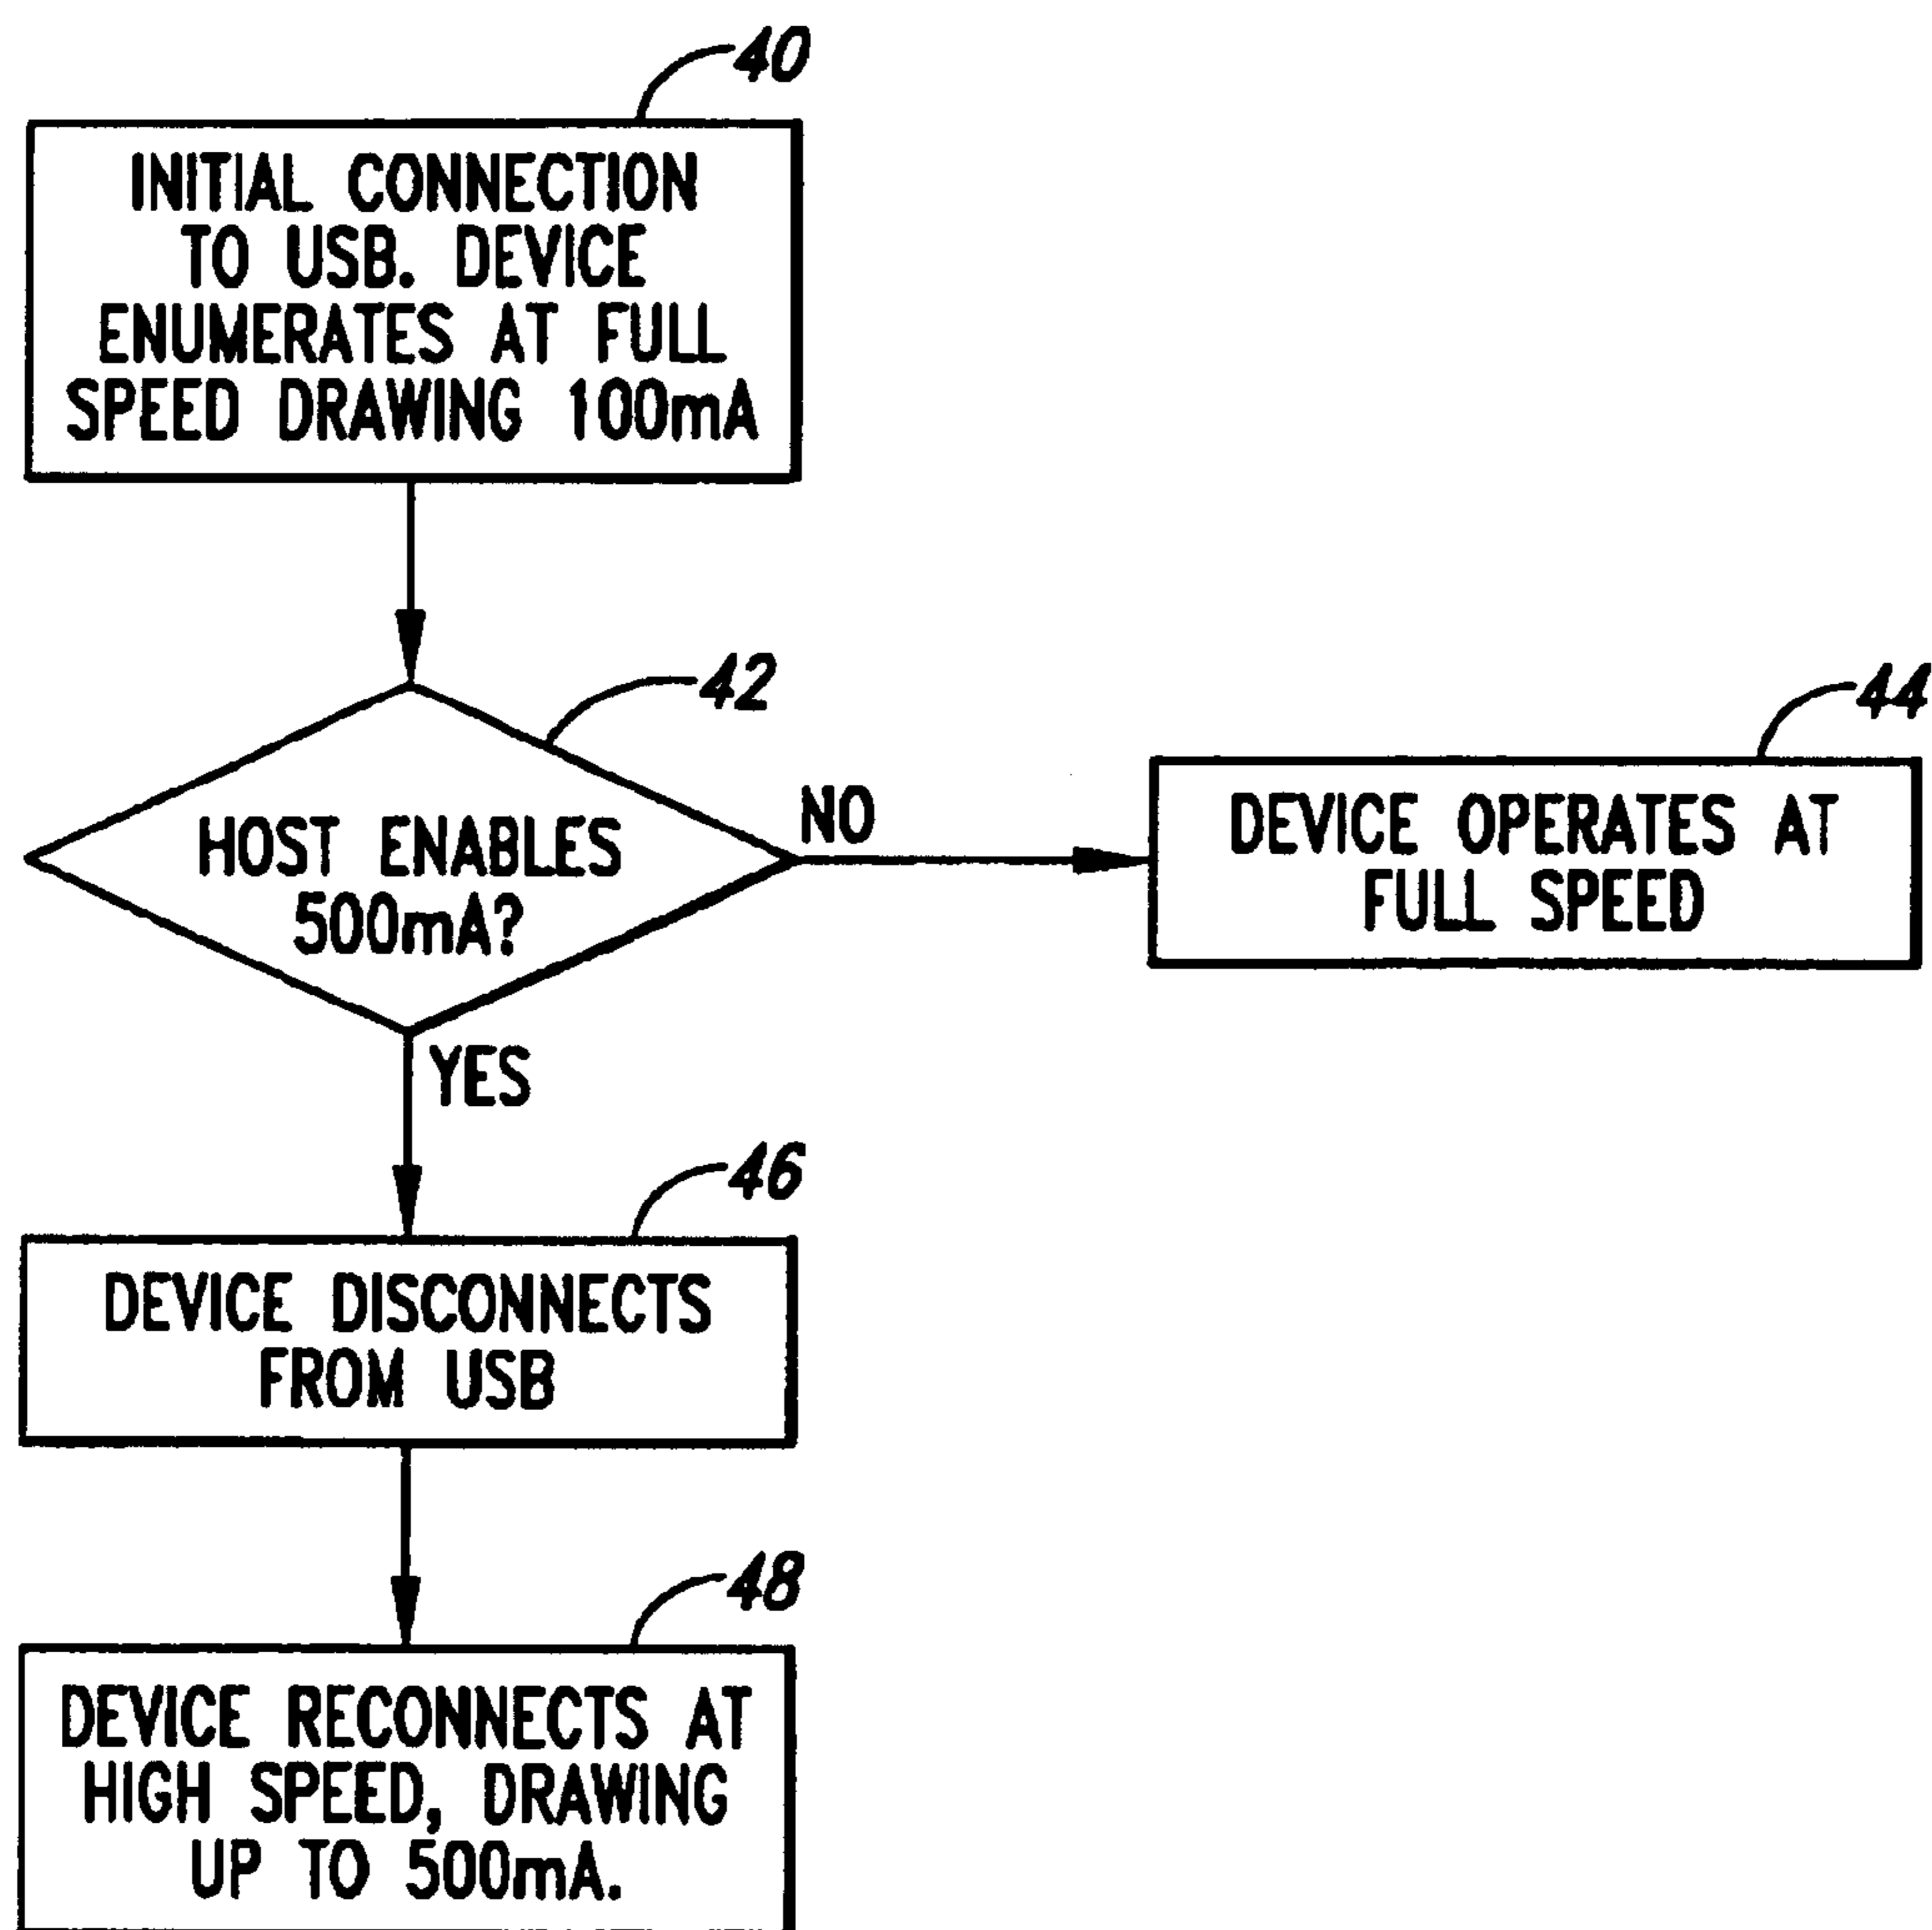 40
INITIAL CONNECTION
TO USB. DEVICE
ENUMERATES AT FULL
SPEED DRAWING 100mA
42
HOST ENABLES
500mA?
NO
44
DEVICE OPERATES AT
FULL SPEED
YES
46
DEVICE DISCONNECTS
FROM USB
48
DEVICE RECONNECTS AT
HIGH SPEED, DRAWING
UP TO 500mA.